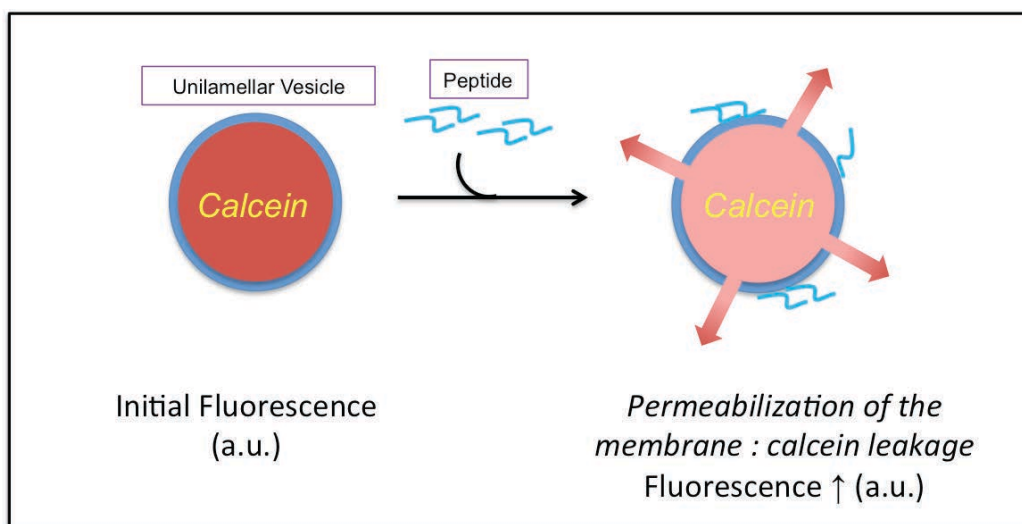 Unilamellar Vesicle
Peptide
Calcein
Calcein
Initial Fluorescence
(a.u.)
Permeabilization of the
membrane : calcein leakage
Fluorescence ↑ (a.u.)